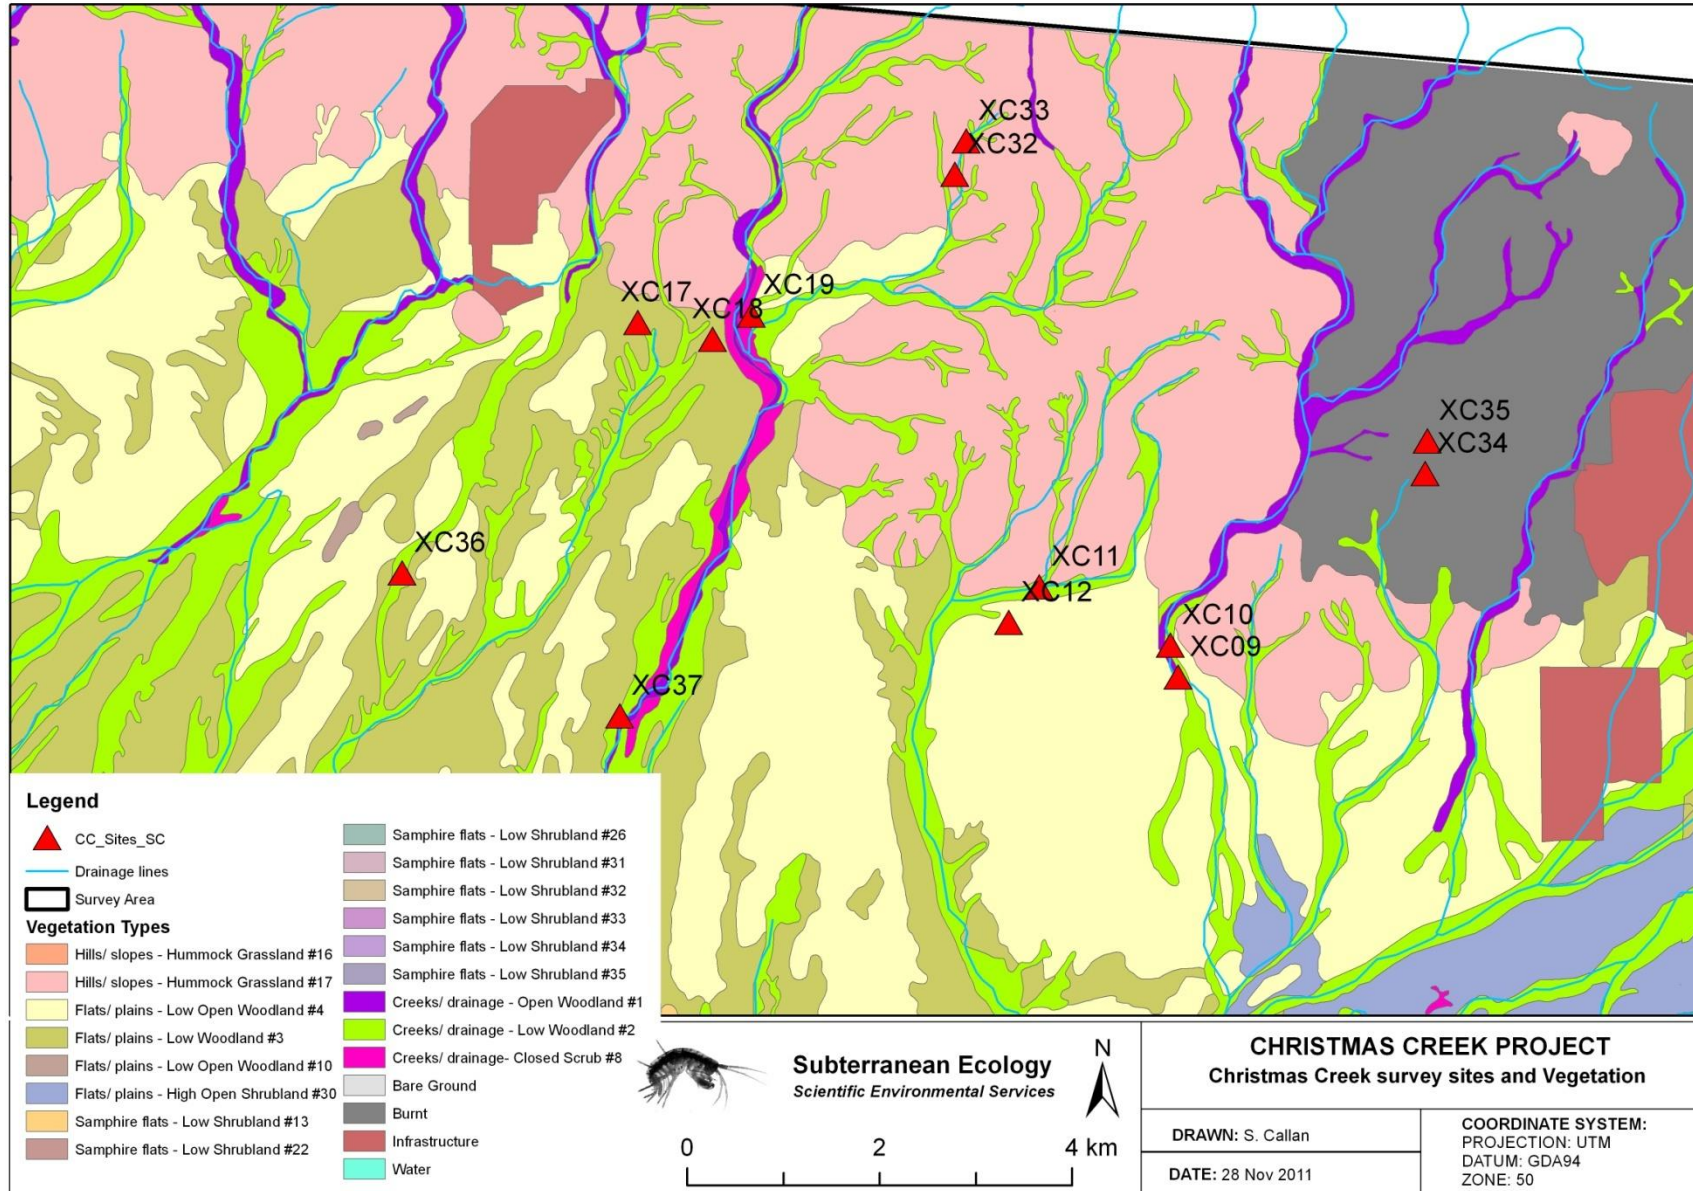 XC33
XC32
XC17
XC19
XC18
XC35
XC34
XC36
XC11
XC12
XC10
XC09
XC37
Legend
CC_Sites_SC
Drainage lines
Survey Area
Vegetation Types
Hills/ slopes - Hummock Grassland #16
Hills/ slopes - Hummock Grassland #17
Flats/ plains - Low Open Woodland #4
Flats/ plains - Low Woodland #3
Flats/ plains - Low Open Woodland #10
Flats/ plains - High Open Shrubland #30
Samphire flats - Low Shrubland #13
Samphire flats - Low Shrubland #22
Samphire flats - Low Shrubland #26
Samphire flats - Low Shrubland #31
Samphire flats - Low Shrubland #32
Samphire flats - Low Shrubland #33
Samphire flats - Low Shrubland #34
Samphire flats - Low Shrubland #35
Creeks/ drainage - Open Woodland #1
Creeks/ drainage - Low Woodland #2
Creeks/ drainage- Closed Scrub #8
Bare Ground
Burnt
Infrastructure
Water
Subterranean Ecology
Scientific Environmental Services
N
0 2 4 km
CHRISTMAS CREEK PROJECT
Christmas Creek survey sites and Vegetation
DRAWN: S. Callan
DATE: 28 Nov 2011
COORDINATE SYSTEM:
PROJECTION: UTM
DATUM: GDA94
ZONE: 50